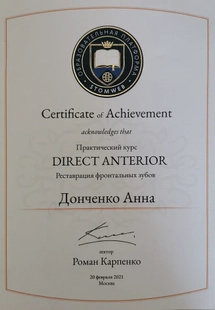 ОБРАЗОВАТЕЛЬНАЯ ПЛАТФОРМА
STOMWEB
Certificate of Achievement
acknowledges that
Практический курс
DIRECT ANTERIOR
Реставрация фронтальных зубов
Донченко Анна
лектор
Роман Карпенко
20 февраля 2021
Москва